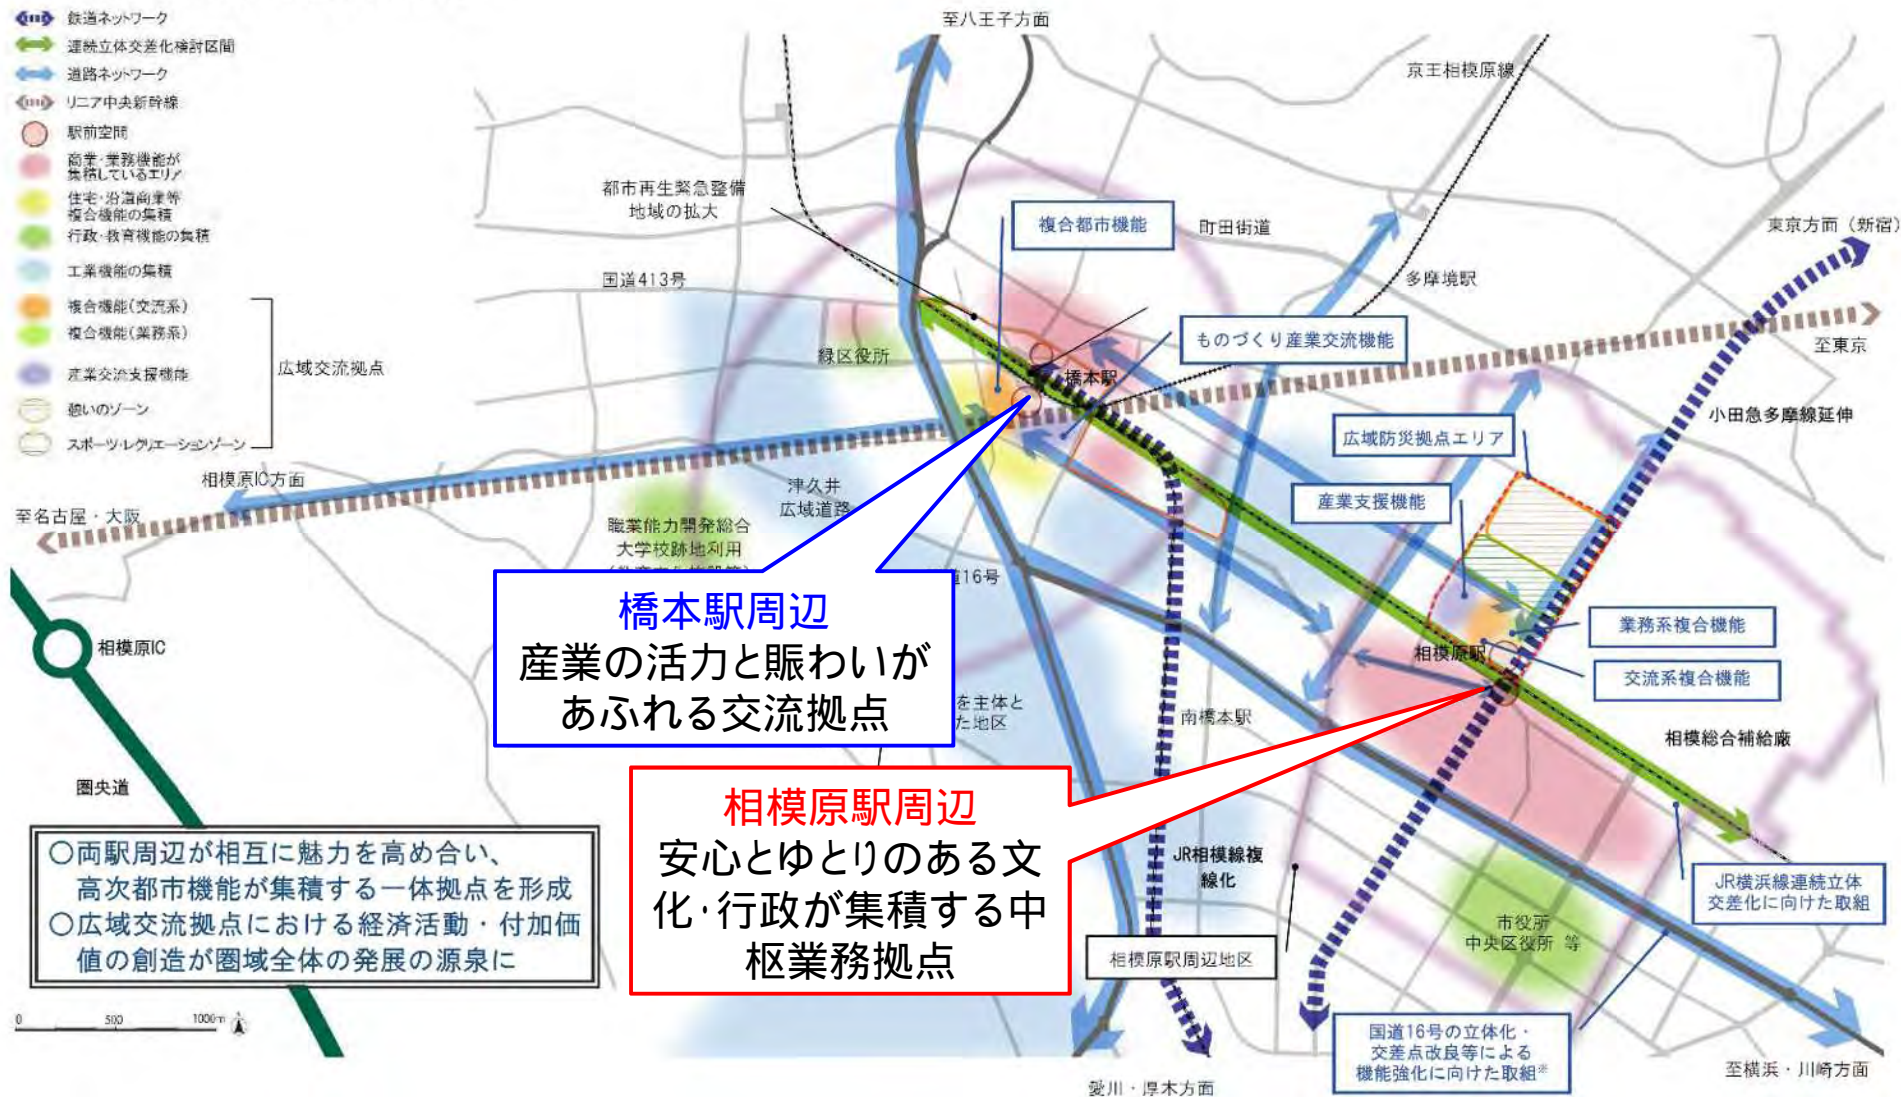 鉄道ネットワーク
連続立体交差化検討区間
道路ネットワーク
リニア中央新幹線
駅前空間
商業・業務機能が
集積しているエリア
住宅・沿道商業等
複合機能の集積
行政・教育機能の集積
工業機能の集積
複合機能(交流系)
複合機能(業務系)
産業交流支援機能
憩いのゾーン
スポーツ・レクリエーションゾーン
広域交流拠点
至八王子方面
京王相模原線
都市再生緊急整備
地域の拡大
複合都市機能
町田街道
東京方面（新宿）
国道413号
多摩境駅
ものづくり産業交流機能
緑区役所
橋本駅
至東京
小田急多摩線延伸
広域防災拠点エリア
相模原IC方面
津久井
広域道路
産業支援機能
至名古屋・大阪
職業能力開発総合
大学校跡地利用
道16号
橋本駅周辺
産業の活力と賑わいが
あふれる交流拠点
業務系複合機能
相模原IC
相模原駅
交流系複合機能
を主体と
た地区
南橋本駅
相模総合補給廠
圏央道
相模原駅周辺
安心とゆとりのある文
化・行政が集積する中
枢業務拠点
○両駅周辺が相互に魅力を高め合い、
高次都市機能が集積する一体拠点を形成
○広域交流拠点における経済活動・付加価
値の創造が圏域全体の発展の源泉に
JR相模線複
線化
JR横浜線連続立体
交差化に向けた取組
市役所
中央区役所 等
相模原駅周辺地区
0 500 1000m
国道16号の立体化・
交差点改良等による
機能強化に向けた取組※
至横浜・川崎方面
愛川・厚木方面